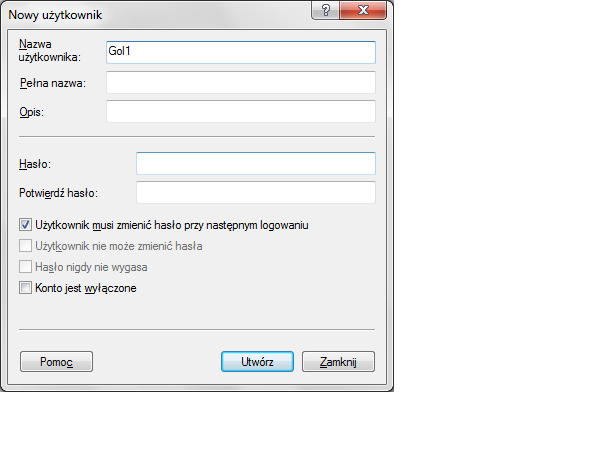 Nowy użytkownik
?
Nazwa
użytkownika:
Gol1
Pełna nazwa:
Opis:
Hasło:
Potwierdź hasło:
Użytkownik musi zmienić hasło przy następnym logowaniu
Użytkownik nie może zmienić hasła
Hasło nigdy nie wygasa
Konto jest wyłączone
Pomoc
Utwórz
Zamknij